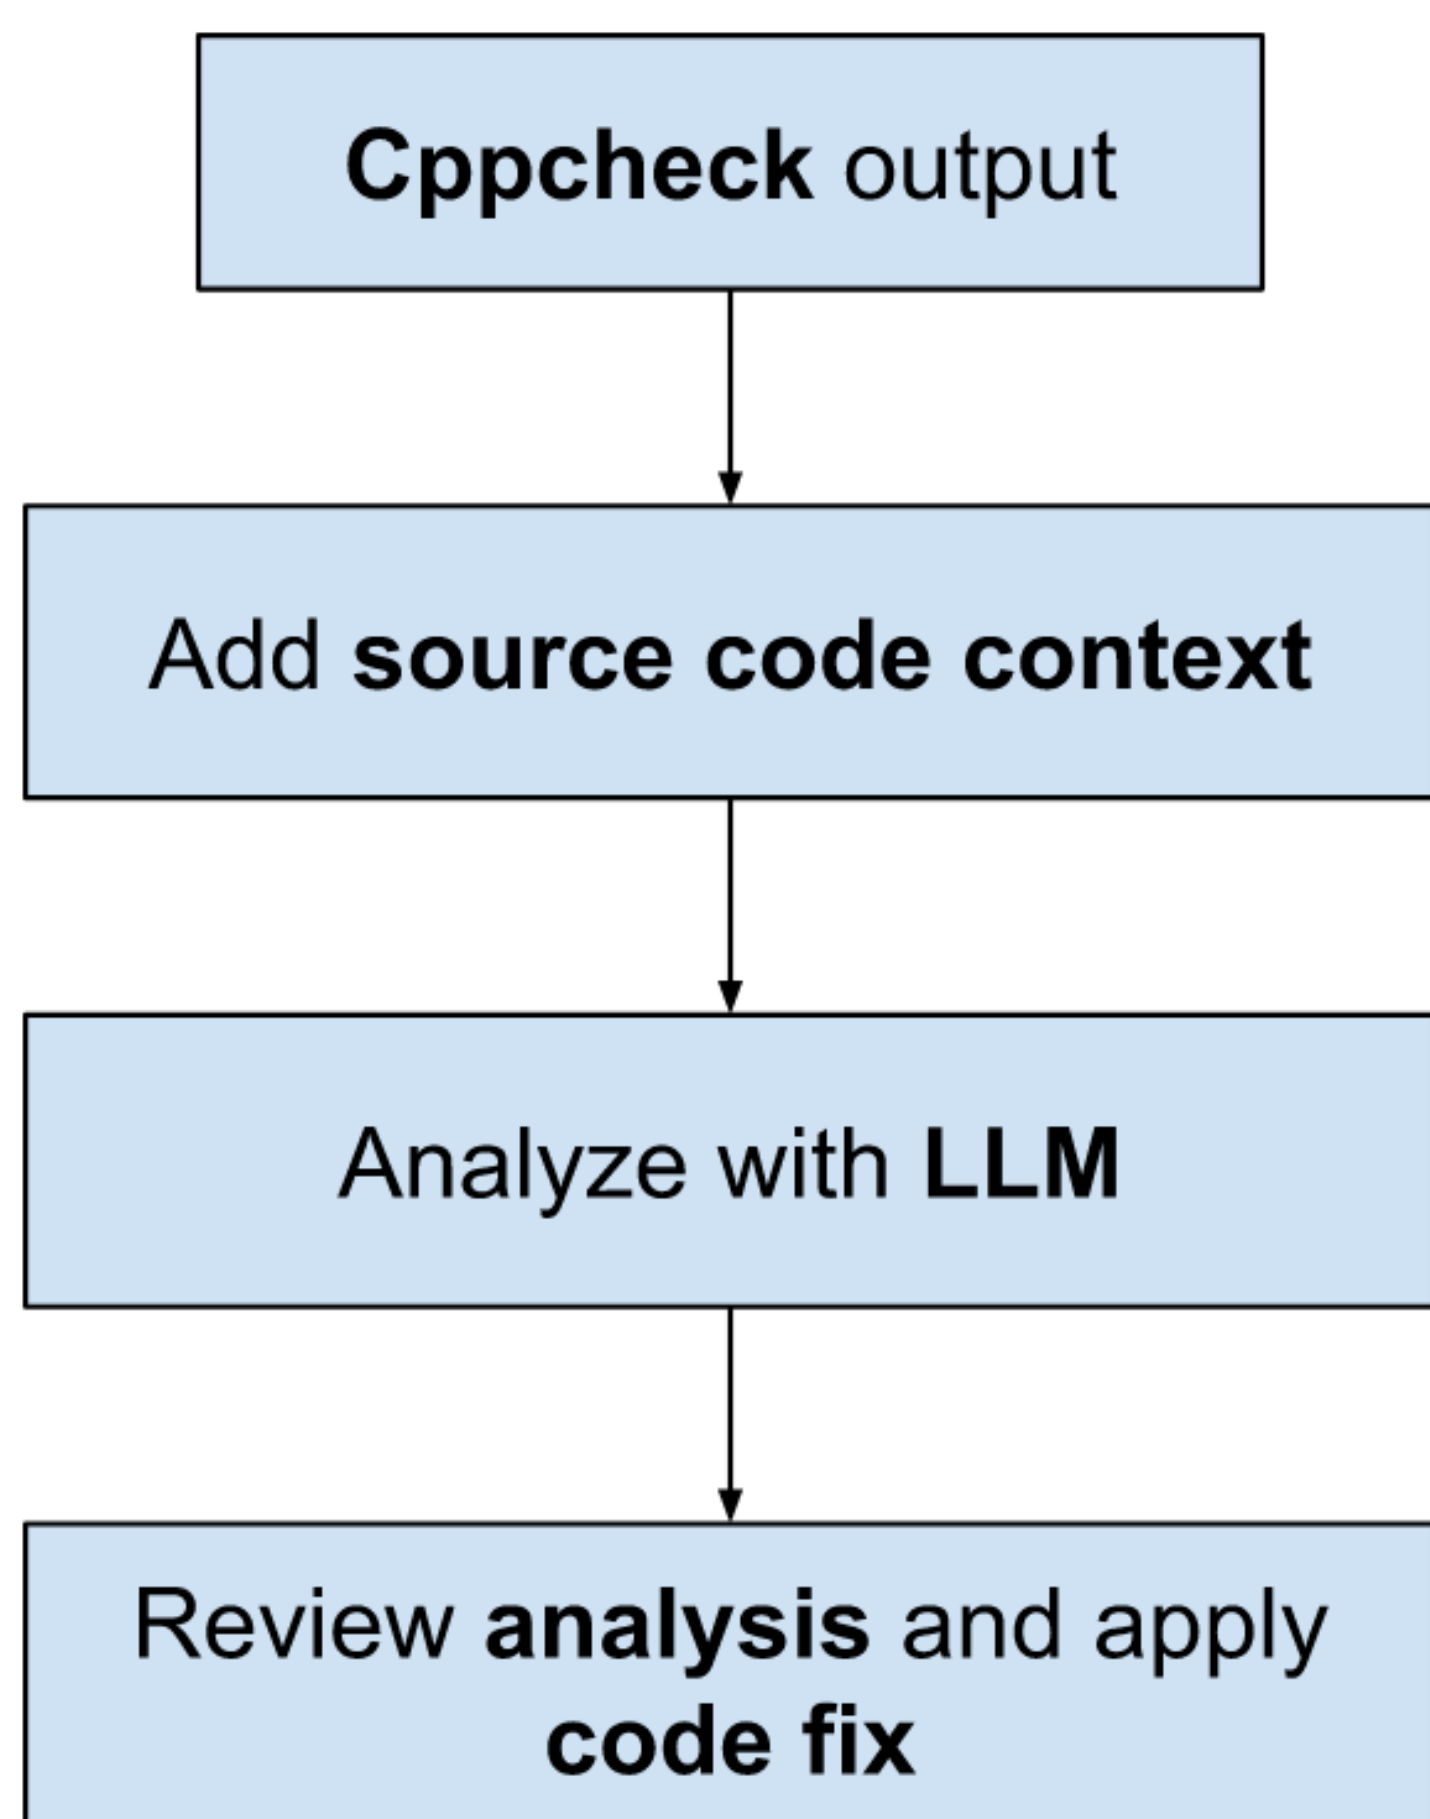 Cppcheck output
Add source code context
Analyze with LLM
Review analysis and apply
code fix